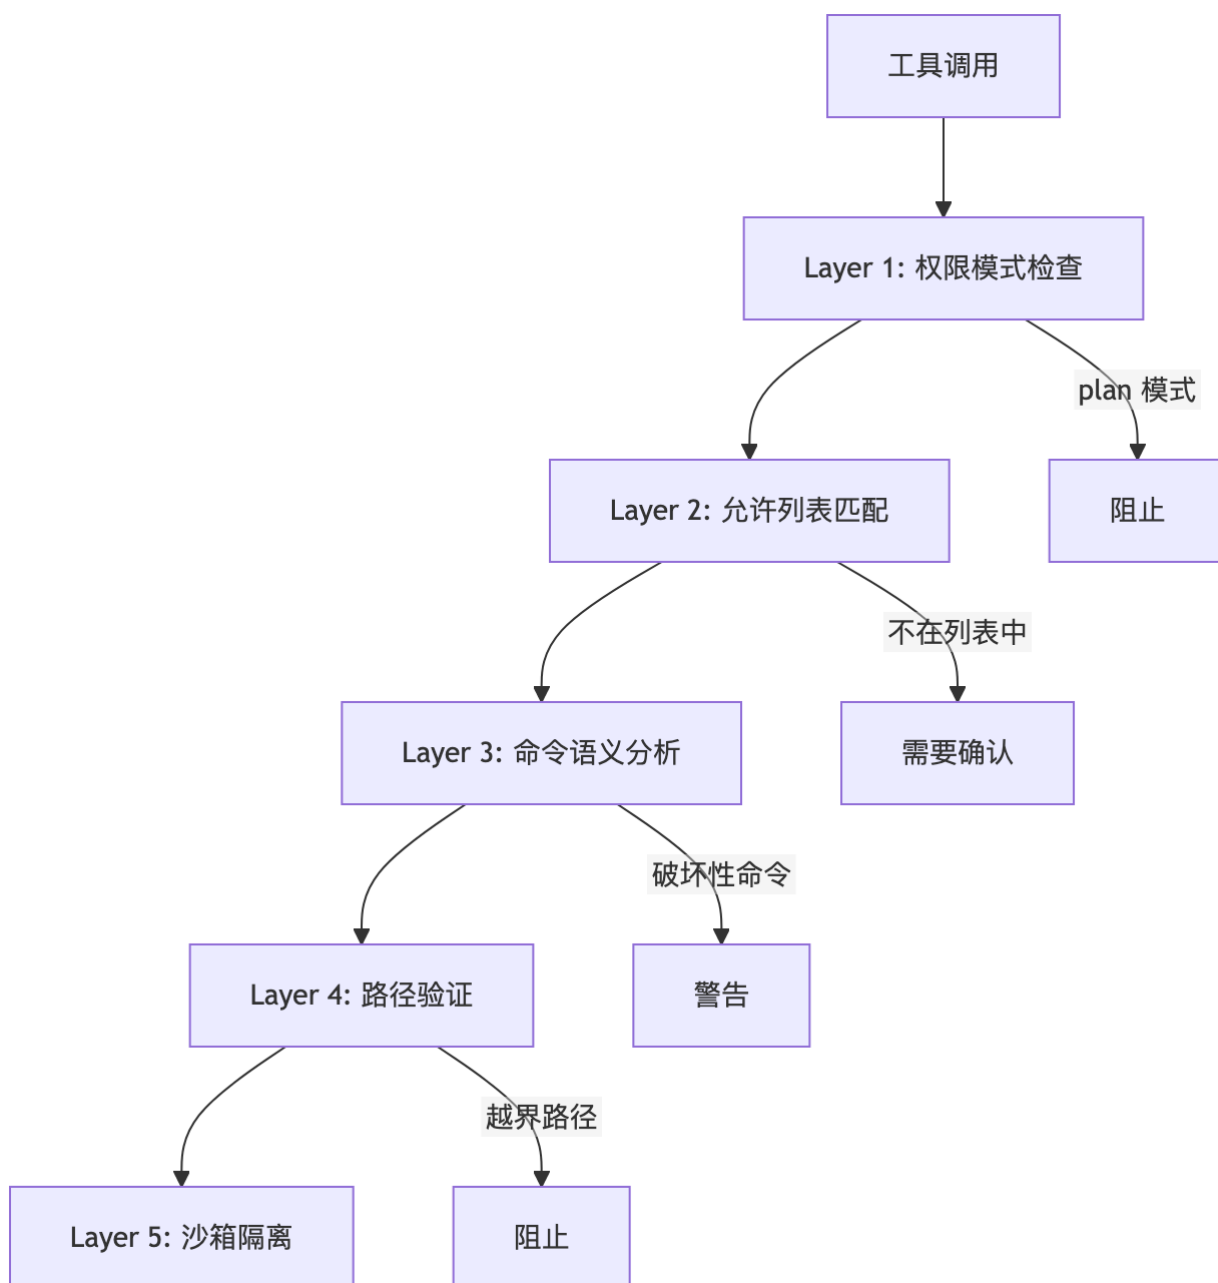 工具调用
Layer 1: 权限模式检查
plan 模式
Layer 2: 允许列表匹配
阻止
不在列表中
Layer 3: 命令语义分析
需要确认
破坏性命令
Layer 4: 路径验证
警告
越界路径
Layer 5: 沙箱隔离
阻止